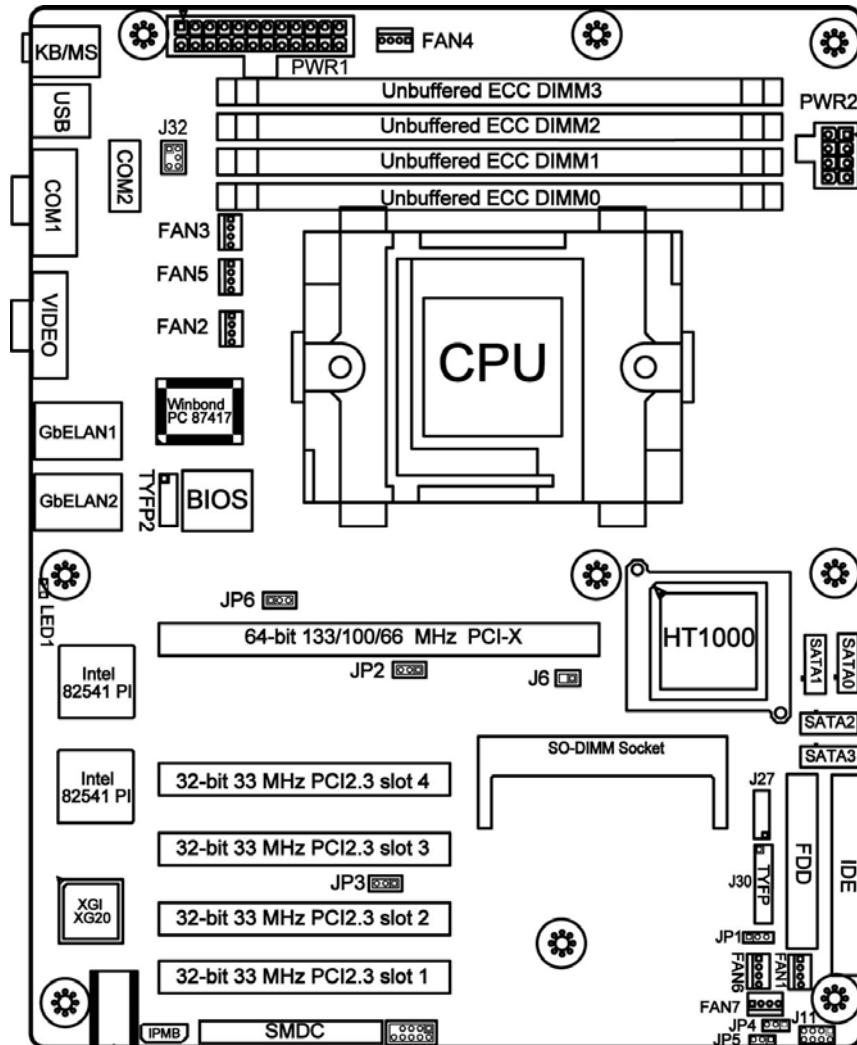 KB/MS
FAN4
PWR1
Unbuffered ECC DIMM3
PWR2
USB
Unbuffered ECC DIMM2
J32
COM2
Unbuffered ECC DIMM1
COM1
Unbuffered ECC DIMM0
FAN3
FAN5
VIDEO
FAN2
CPU
Winbond
PC 87417
GbELAN1
GbELAN2
TYFP2
BIOS
LED1
JP6
64-bit 133/100/66 MHz PCI-X
HT1000
SATA1
SATA0
JP2
J6
Intel
82541 PI
SATA2
SO-DIMM Socket
SATA3
Intel
82541 PI
32-bit 33 MHz PCI2.3 slot 4
J27
FDD
IDE
32-bit 33 MHz PCI2.3 slot 3
JP3
J30
TYFP
XGI
XG20
32-bit 33 MHz PCI2.3 slot 2
JP1
32-bit 33 MHz PCI2.3 slot 1
FAN6
FAN1
FAN7
IPMB
SMDC
JP4
J11
JP5